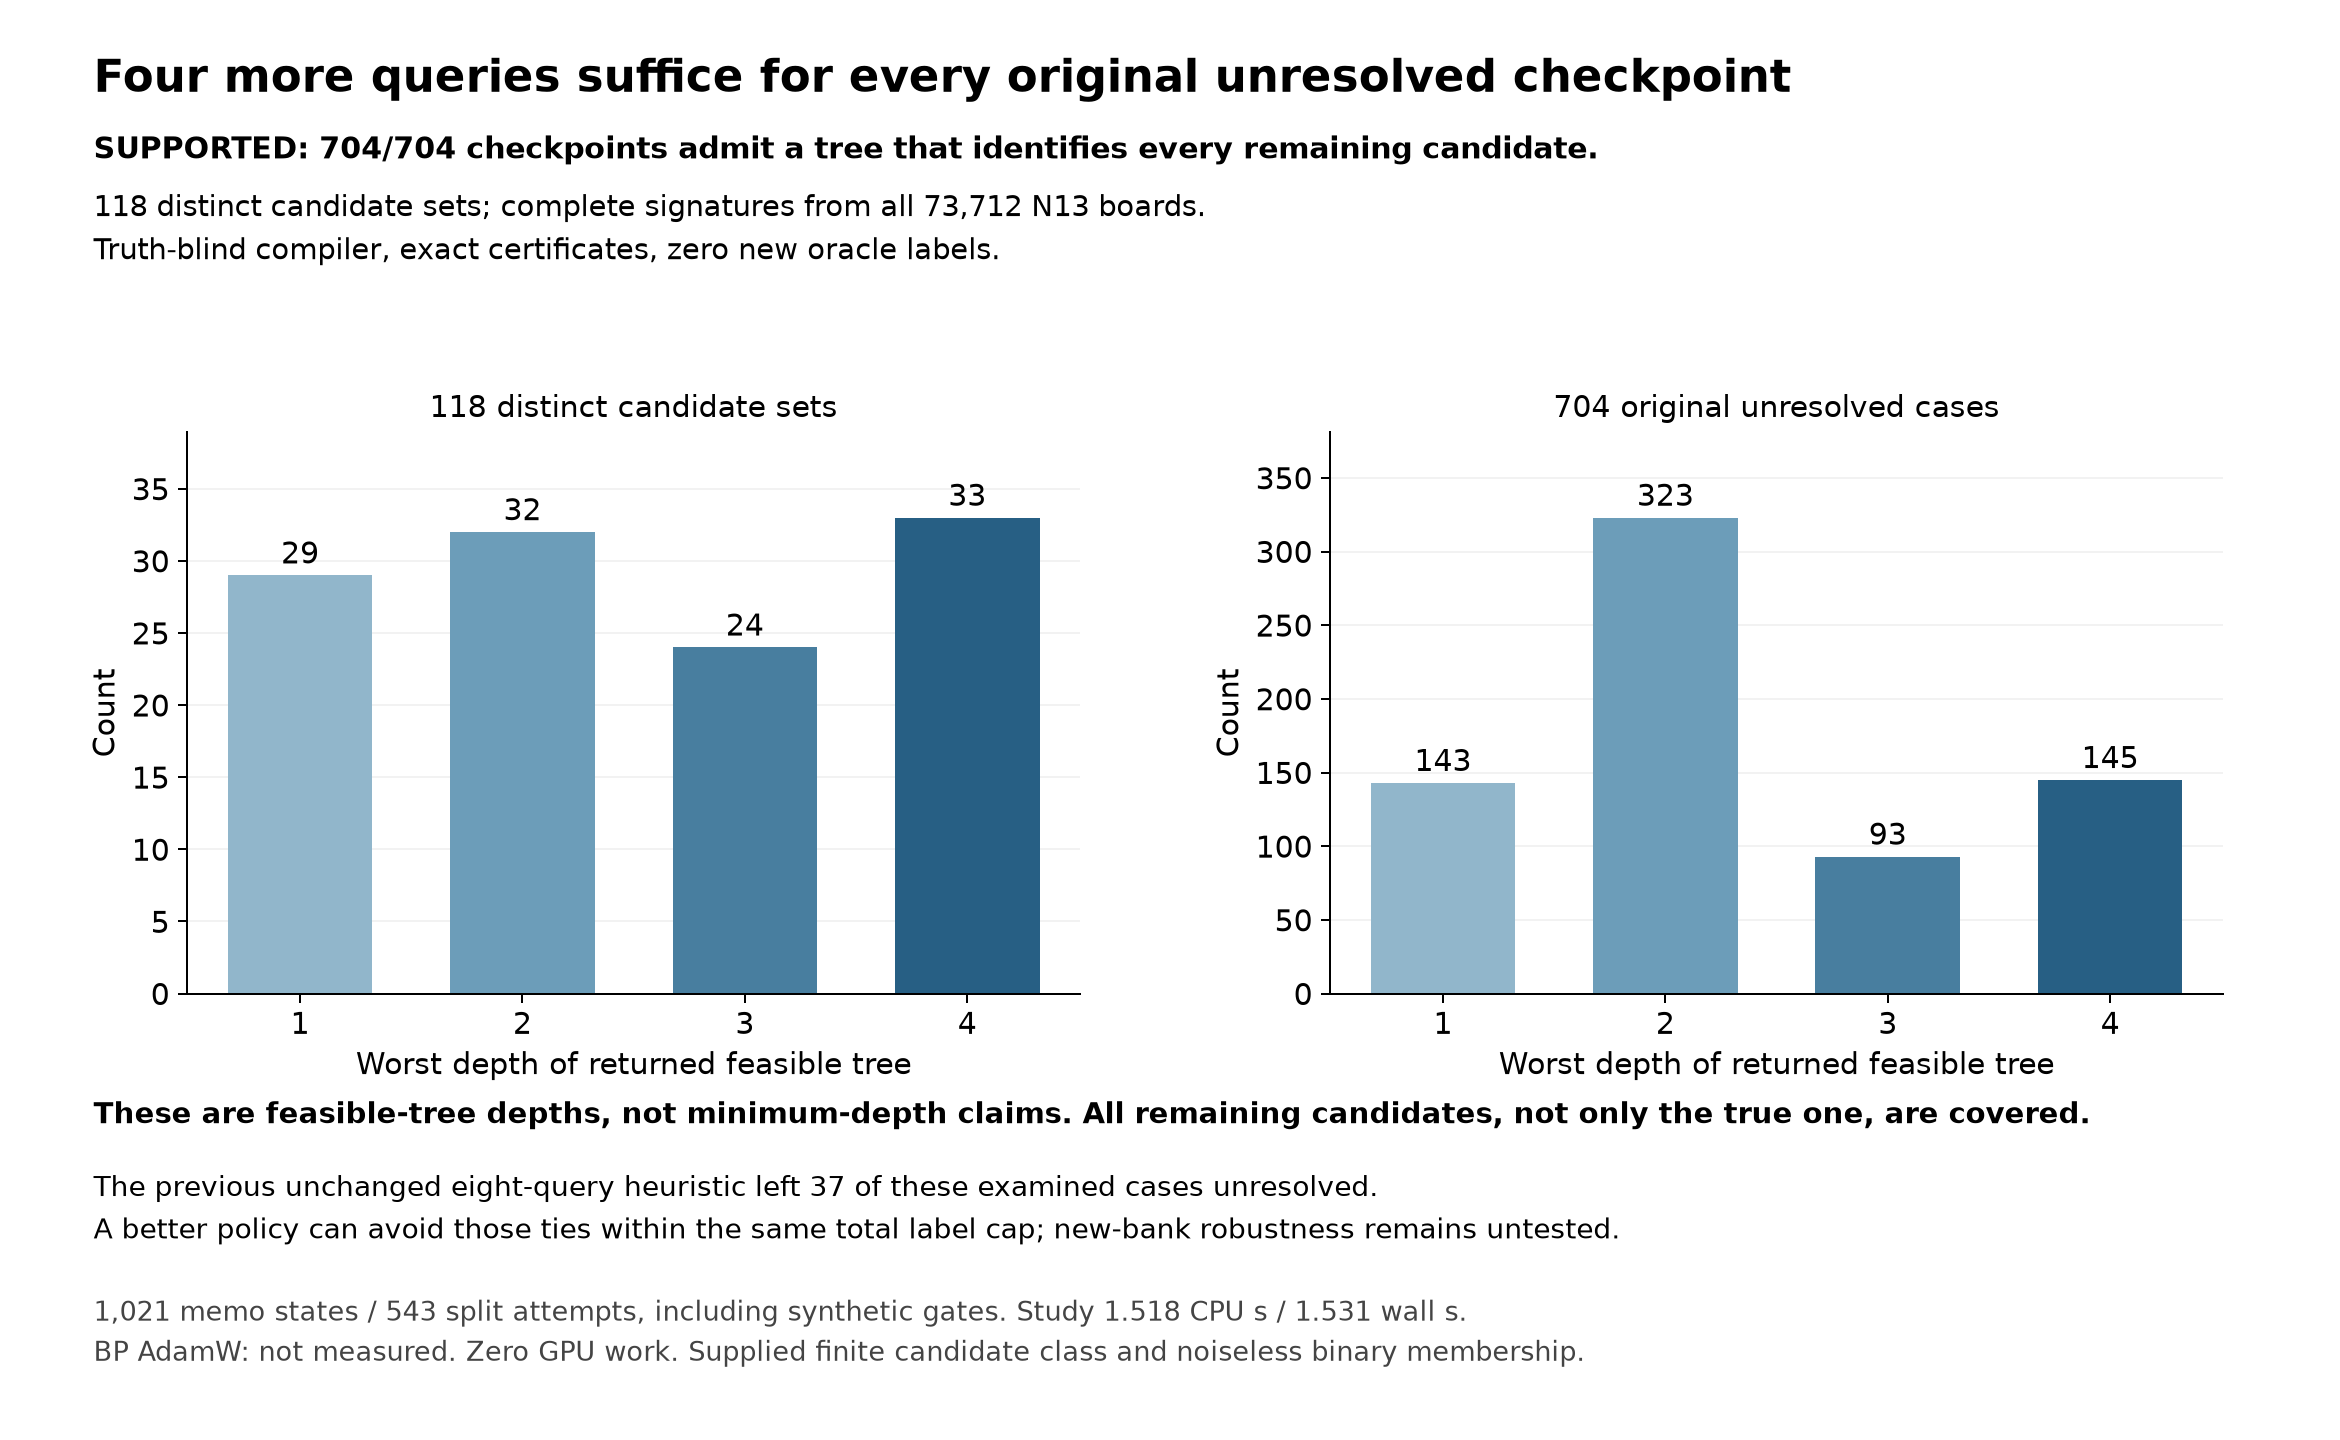 Four more queries suffice for every original unresolved checkpoint
SUPPORTED: 704/704 checkpoints admit a tree that identifies every remaining candidate.
118 distinct candidate sets; complete signatures from all 73,712 N13 boards.
Truth-blind compiler, exact certificates, zero new oracle labels.
118 distinct candidate sets
Count
35
30
25
20
15
10
5
0
29
32
24
33
1 2 3 4
Worst depth of returned feasible tree
704 original unresolved cases
Count
350
300
250
200
150
100
50
0
143
323
93
145
1 2 3 4
Worst depth of returned feasible tree
These are feasible-tree depths, not minimum-depth claims. All remaining candidates, not only the true one, are covered.
The previous unchanged eight-query heuristic left 37 of these examined cases unresolved.
A better policy can avoid those ties within the same total label cap; new-bank robustness remains untested.
1,021 memo states / 543 split attempts, including synthetic gates. Study 1.518 CPU s / 1.531 wall s.
BP AdamW: not measured. Zero GPU work. Supplied finite candidate class and noiseless binary membership.